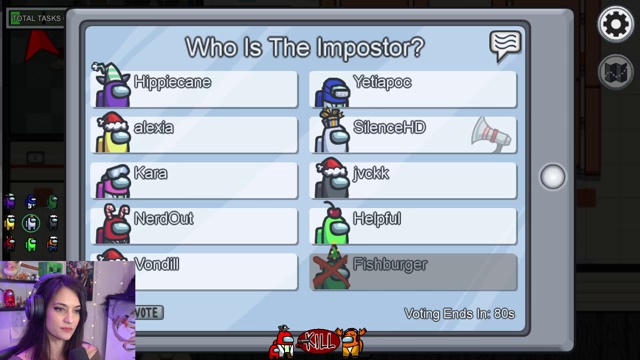 TOTAL TASKS
Who Is The Impostor?
Hippiecane
Yetiapoc
alexia
SilenceHD
Kara
jvckk
NerdOut
Helpful
Vondill
Fishburger
VOTE
Voting Ends In: 80s
KILL